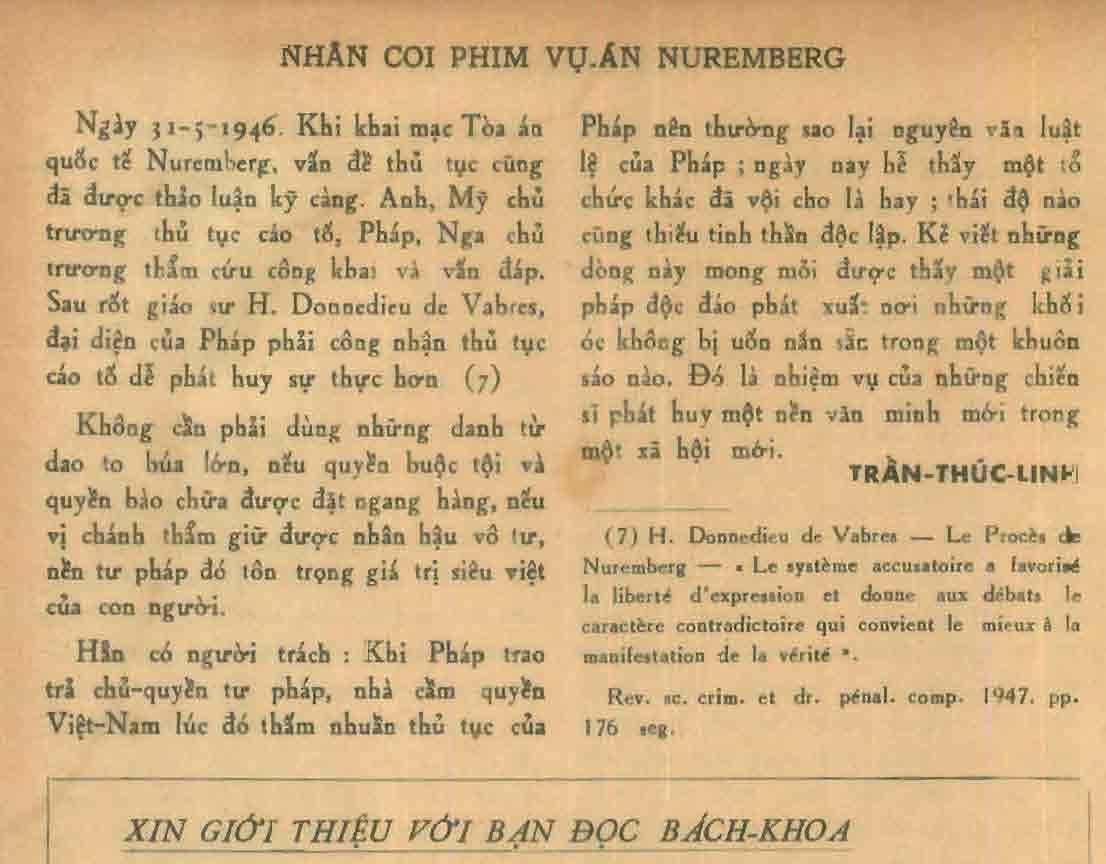 NHÂN COI PHIM VỤ.ÁN NUREMBERG
Ngày 31-5-1946. Khi khai mạc Tòa án
quốc tế Nuremberg, vấn đề thủ tục cũng
đã được thảo luận kỹ càng. Anh, Mỹ chủ
trương thủ tục cáo tố, Pháp, Nga chủ
trương thẩm cứu công khai và vấn đáp.
Sau rốt giáo sư H. Donnedieu de Vabres,
đại diện của Pháp phải công nhận thủ tục
cáo tố dễ phát huy sự thực hơn (7)
Không cần phải dùng những danh từ
dao to búa lớn, nếu quyền buộc tội và
quyền bào chữa được đặt ngang hàng, nếu
vị chánh thẩm giữ được nhân hậu vô tư,
nền tư pháp đó tôn trọng giá trị siêu việt
của con người.
Hẳn có người trách : Khi Pháp trao
trả chủ-quyền tư pháp, nhà cầm quyền
Việt-Nam lúc đó thấm nhuần thủ tục của
Pháp nên thường sao lại nguyên văn luật
lệ của Pháp ; ngày nay hễ thấy một tổ
chức khác đã vội cho là hay ; thái độ nào
cũng thiếu tinh thần độc lập. Kẻ viết những
dòng này mong mỏi được thấy một giải
pháp độc đáo phát xuất nơi những khối
óc không bị uốn nắn sẵn trong một khuôn
sáo nào. Đó là nhiệm vụ của những chiến
sĩ phát huy một nền văn minh mới trong
một xã hội mới.
TRẦN-THÚC-LINH
(7) H. Donnedieu de Vabres — Le Procès de
Nuremberg — « Le système accusatoire a favorisé
la liberté d'expression et donne aux débats le
caractère contradictoire qui convient le mieux à la
manifestation de la vérité ».
Rev. sc. crim. et dr. pénal. comp. 1947. pp.
176 seg.
XIN GIỚI THIỆU VỚI BẠN ĐỌC BÁCH-KHOA